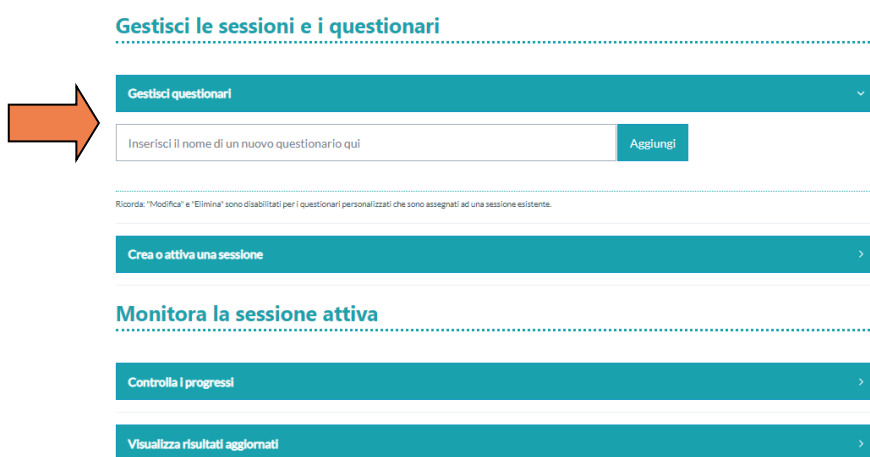 Gestisci le sessioni e i questionari
Gestisci questionari
Inserisci il nome di un nuovo questionario qui
Aggiungi
Ricorda: "Modifica" e "Elimina" sono disabilitati per i questionari personalizzati che sono assegnati ad una sessione esistente.
Crea o attiva una sessione
Monitora la sessione attiva
Controlla i progressi
Visualizza risultati aggiornati